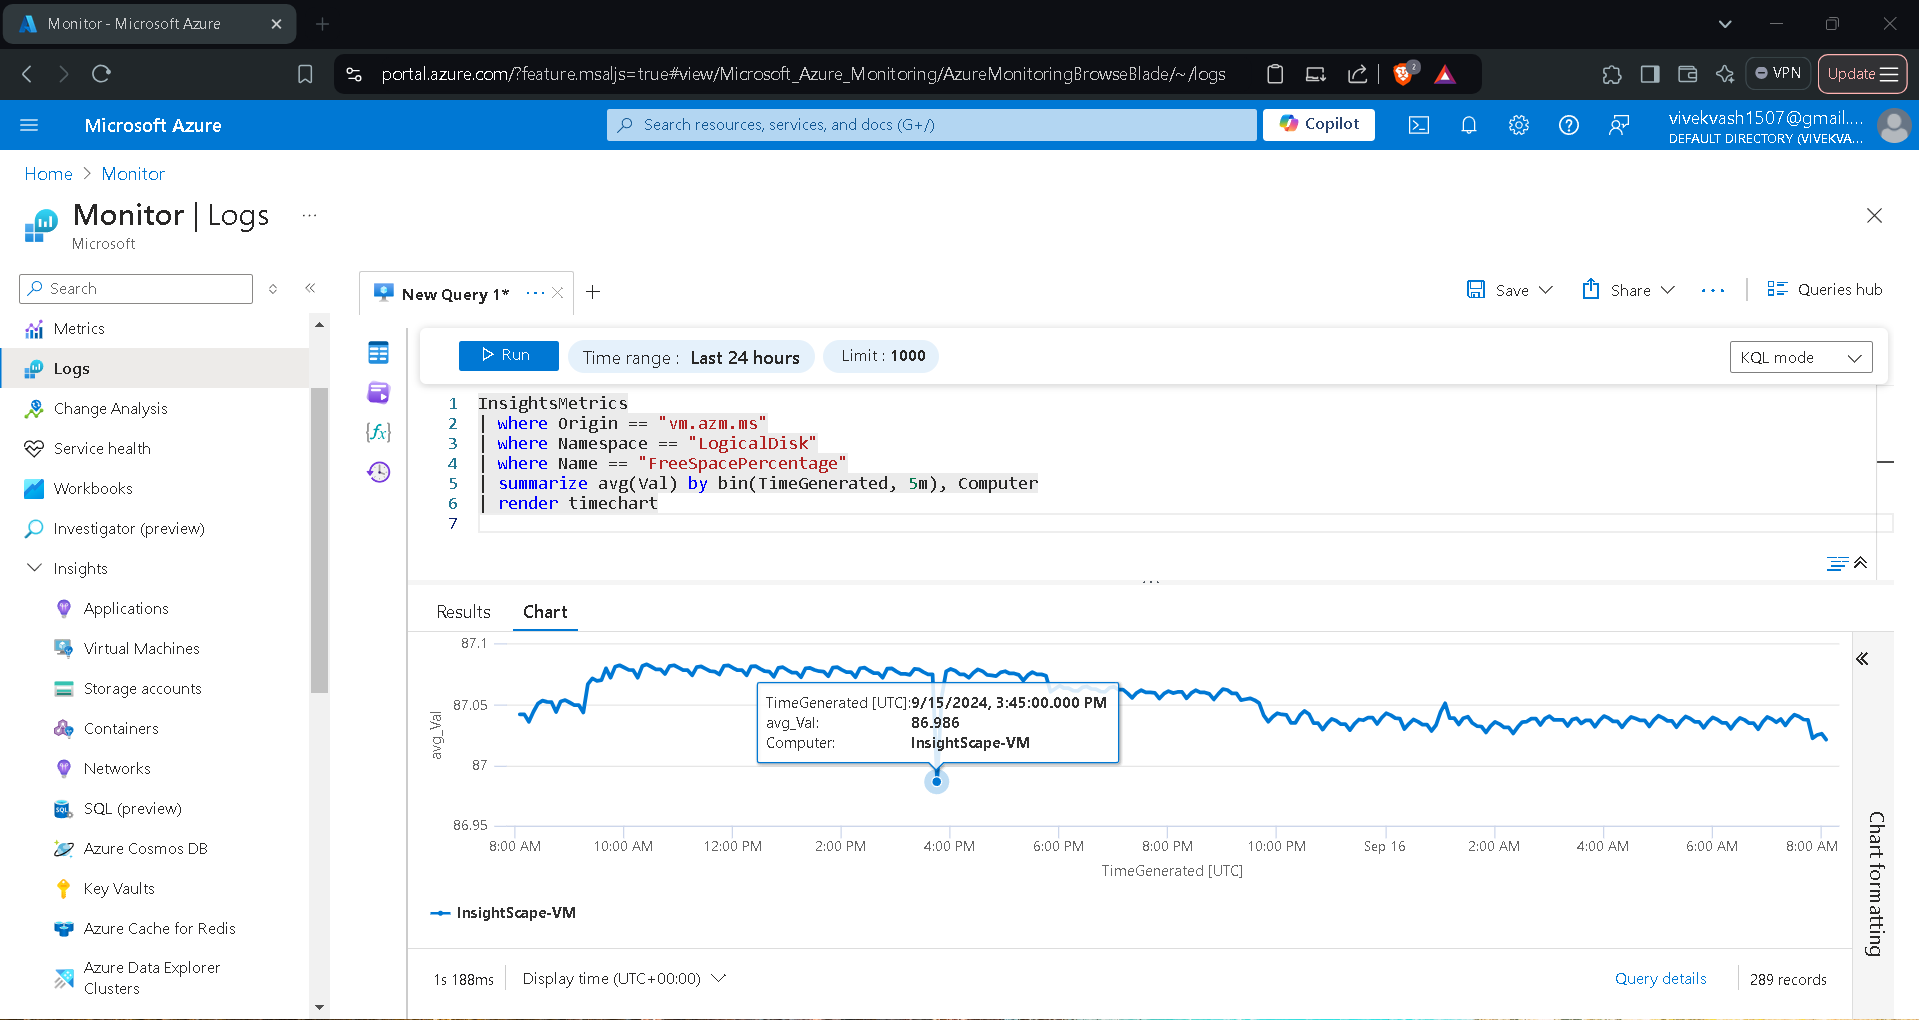 Monitor - Microsoft Azure
portal.azure.com/?feature.msaljs=true#view/Microsoft_Azure_Monitoring/AzureMonitoringBrowseBlade/~/logs
2
VPN
Update
Microsoft Azure
Search resources, services, and docs (G+/)
Copilot
vivekvash1507@gmail....
DEFAULT DIRECTORY (VIVEKVA...
Home > Monitor
Monitor | Logs
...
Microsoft
Search
Metrics
Logs
Change Analysis
Service health
Workbooks
Investigator (preview)
Insights
Applications
Virtual Machines
Storage accounts
Containers
Networks
SQL
SQL (preview)
Azure Cosmos DB
Key Vaults
Azure Cache for Redis
Azure Data Explorer
Clusters
New Query 1*
Save
Share
Queries hub
Run
Time range : Last 24 hours
Limit : 1000
KQL mode
{fx}
1 InsightsMetrics
2 | where Origin == "vm.azm.ms"
3 | where Namespace == "LogicalDisk"
4 | where Name == "FreeSpacePercentage"
5 | summarize avg(Val) by bin(TimeGenerated, 5m), Computer
6 | render timechart
7
Results
Chart
87.1
87.05
87
86.95
avg_Val
TimeGenerated [UTC]: 9/15/2024, 3:45:00.000 PM
avg_Val: 86.986
Computer: InsightScape-VM
8:00 AM 10:00 AM 12:00 PM 2:00 PM 4:00 PM 6:00 PM 8:00 PM 10:00 PM Sep 16 2:00 AM 4:00 AM 6:00 AM 8:00 AM
TimeGenerated [UTC]
InsightScape-VM
Chart formatting
1s 188ms
Display time (UTC+00:00)
Query details
289 records